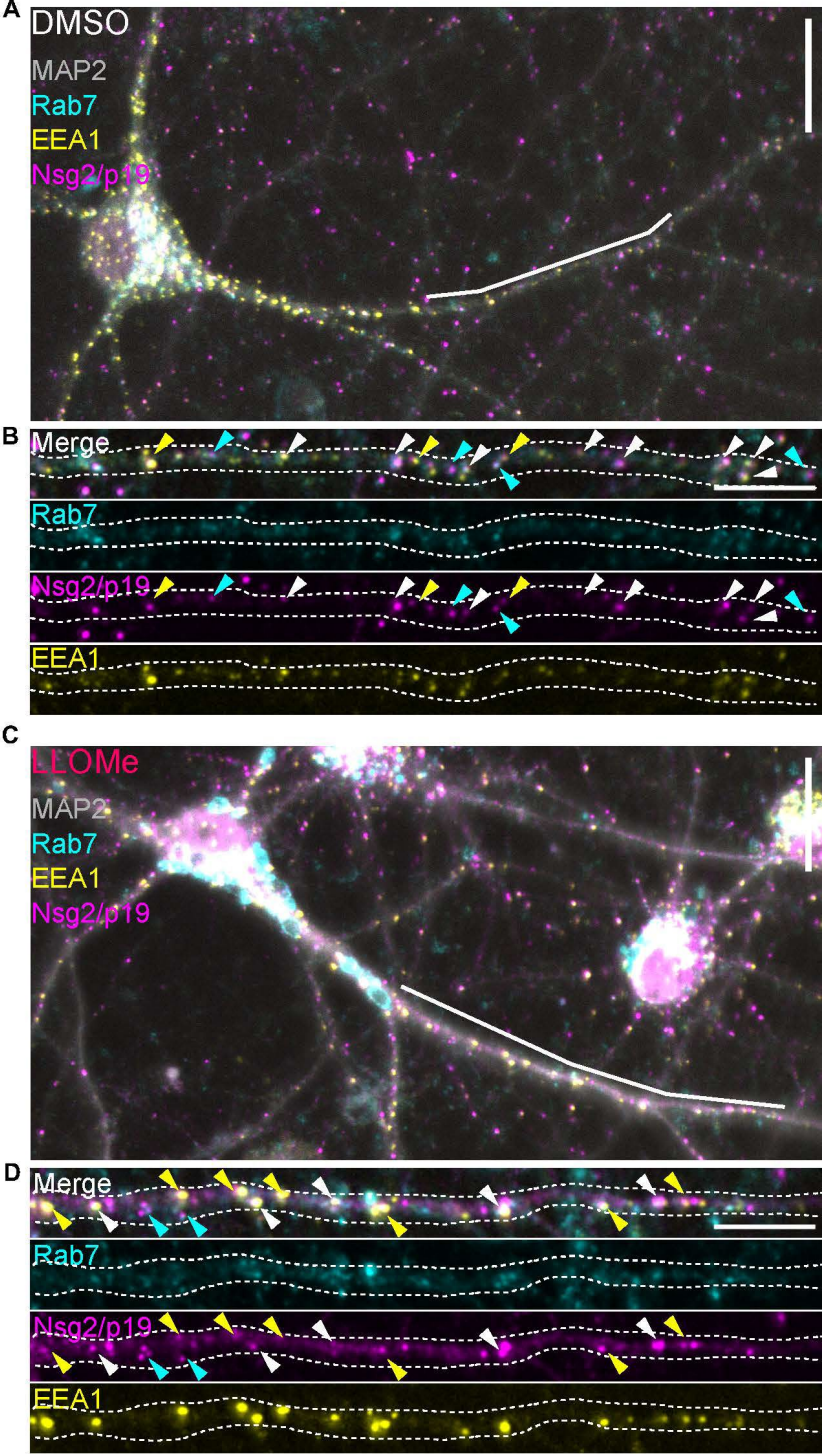 A
DMSO
MAP2
Rab7
EEA1
Nsg2/p19
B
Merge
Rab7
Nsg2/p19
EEA1
C
LLOMe
MAP2
Rab7
EEA1
Nsg2/p19
D
Merge
Rab7
Nsg2/p19
EEA1